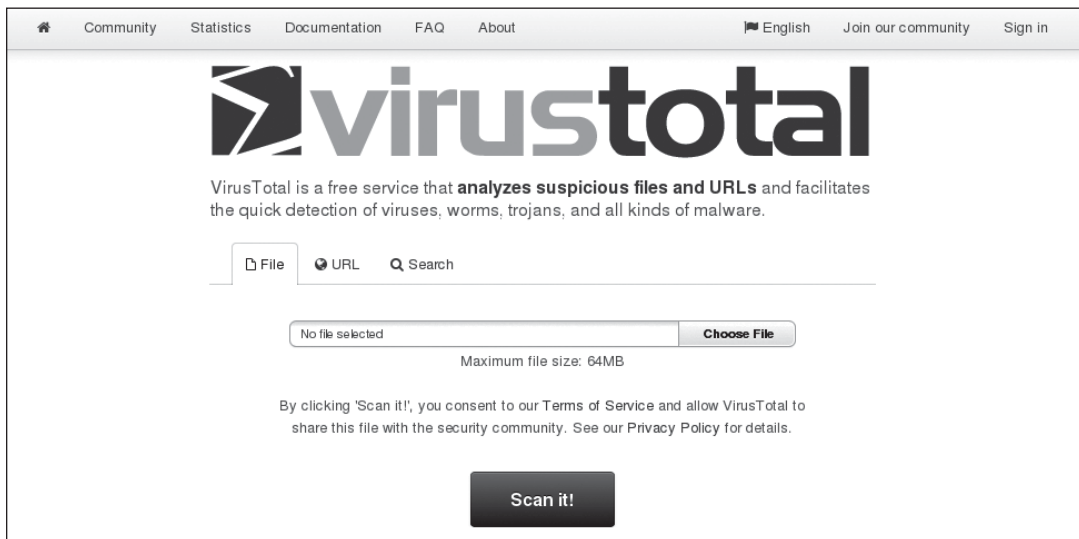 Community Statistics Documentation FAQ About English Join our community Sign in
virustotal
VirusTotal is a free service that analyzes suspicious files and URLs and facilitates
the quick detection of viruses, worms, trojans, and all kinds of malware.
File URL Search
No file selected Choose File
Maximum file size: 64MB
By clicking 'Scan it!', you consent to our Terms of Service and allow VirusTotal to
share this file with the security community. See our Privacy Policy for details.
Scan it!